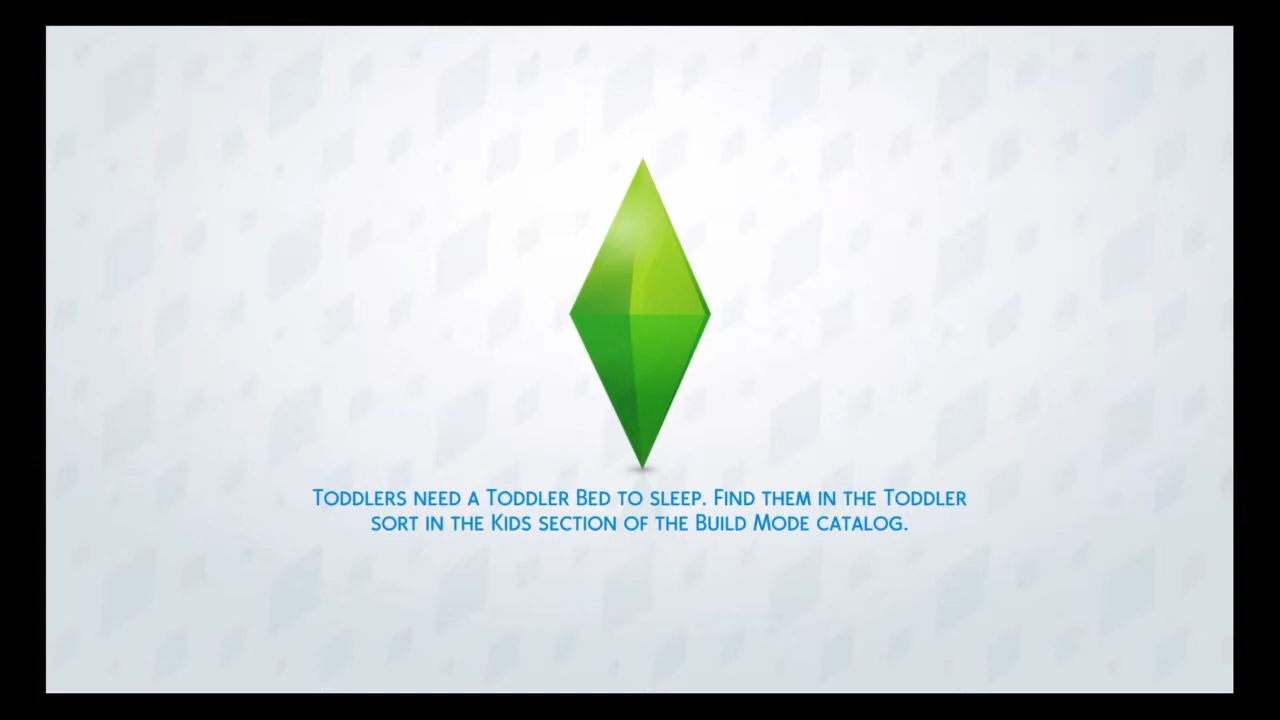 Toddlers need a Toddler Bed to sleep. Find them in the Toddler
sort in the Kids section of the Build Mode catalog.